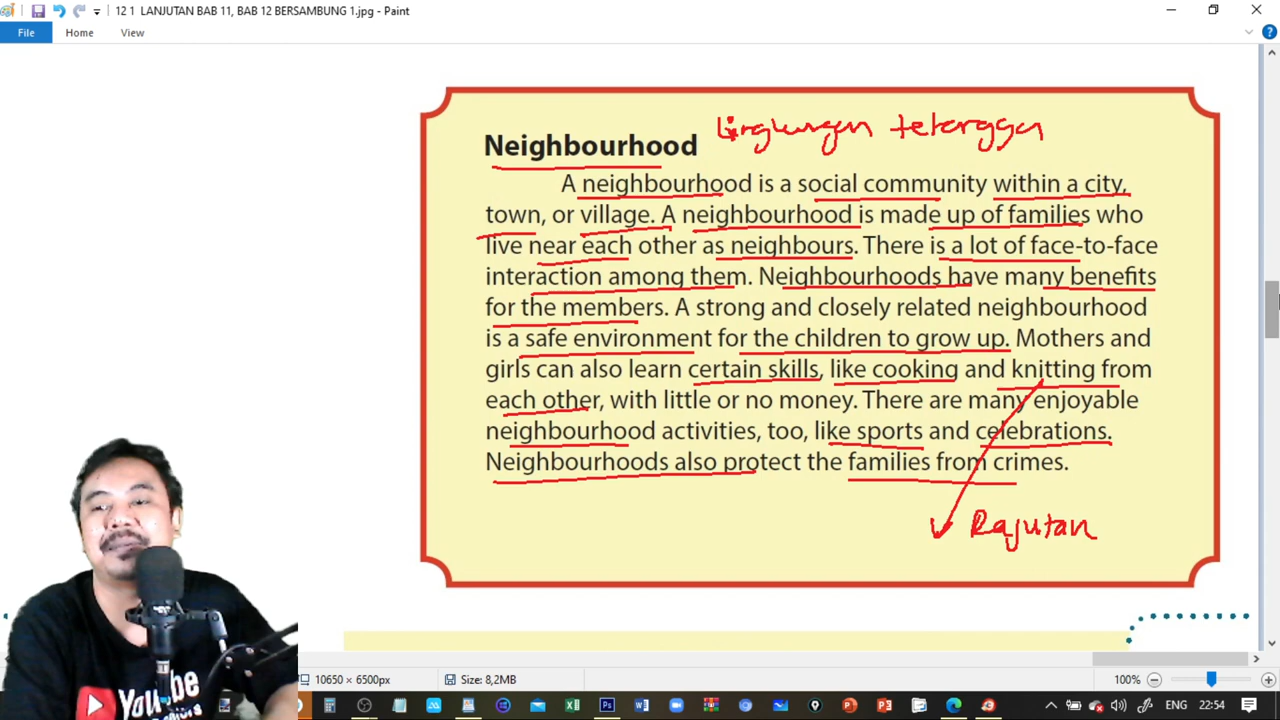 12 1 LANJUTAN BAB 11, BAB 12 BERSAMBUNG 1.jpg - Paint
File Home View
Neighbourhood lingkungan tetangga
A neighbourhood is a social community within a city,
town, or village. A neighbourhood is made up of families who
live near each other as neighbours. There is a lot of face-to-face
interaction among them. Neighbourhoods have many benefits
for the members. A strong and closely related neighbourhood
is a safe environment for the children to grow up. Mothers and
girls can also learn certain skills, like cooking and knitting from
each other, with little or no money. There are many enjoyable
neighbourhood activities, too, like sports and celebrations.
Neighbourhoods also protect the families from crimes.
Rajutan
10650 × 6500px Size: 8,2MB 100%
YouTube
ENG 22:54